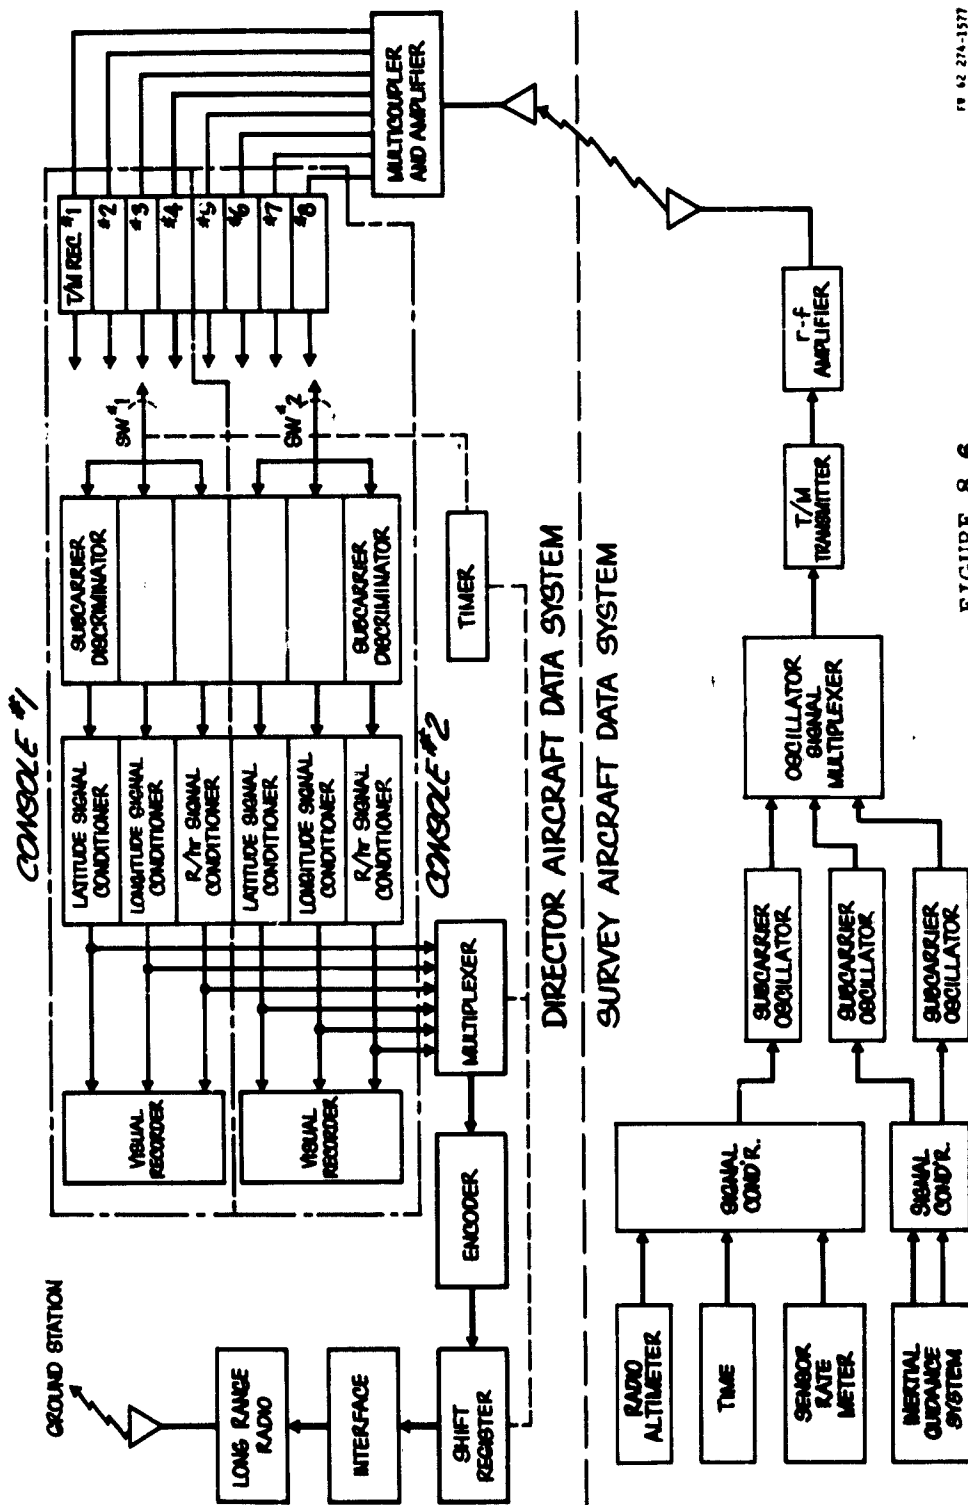 GROUND STATION
LONG RANGE
RADIO
INTERFACE
SHIFT
REGISTER
ENCODER
MULTIPLEXER
CONSOLE #1
VISUAL
RECORDER
VISUAL
RECORDER
LATITUDE SIGNAL
CONDITIONER
LONGITUDE SIGNAL
CONDITIONER
R/hr SIGNAL
CONDITIONER
LATITUDE SIGNAL
CONDITIONER
LONGITUDE SIGNAL
CONDITIONER
R/hr SIGNAL
CONDITIONER
CONSOLE #2
SUBCARRIER
DISCRIMINATOR
SUBCARRIER
DISCRIMINATOR
TIMER
SW #1
SW #2
T/M REC. #1
#2
#3
#4
#5
#6
#7
#8
MULTICOUPLER
AND AMPLIFIER
DIRECTOR AIRCRAFT DATA SYSTEM
SURVEY AIRCRAFT DATA SYSTEM
RADIO
ALTIMETER
TIME
SENSOR
RATE
METER
INERTIAL
GUIDANCE
SYSTEM
SIGNAL
COND'R.
SIGNAL
COND'R.
SUBCARRIER
OSCILLATOR
SUBCARRIER
OSCILLATOR
SUBCARRIER
OSCILLATOR
OSCILLATOR
SIGNAL
MULTIPLEXER
T/M
TRANSMITTER
r-f
AMPLIFIER
FIGURE 8.6
62 274-1577